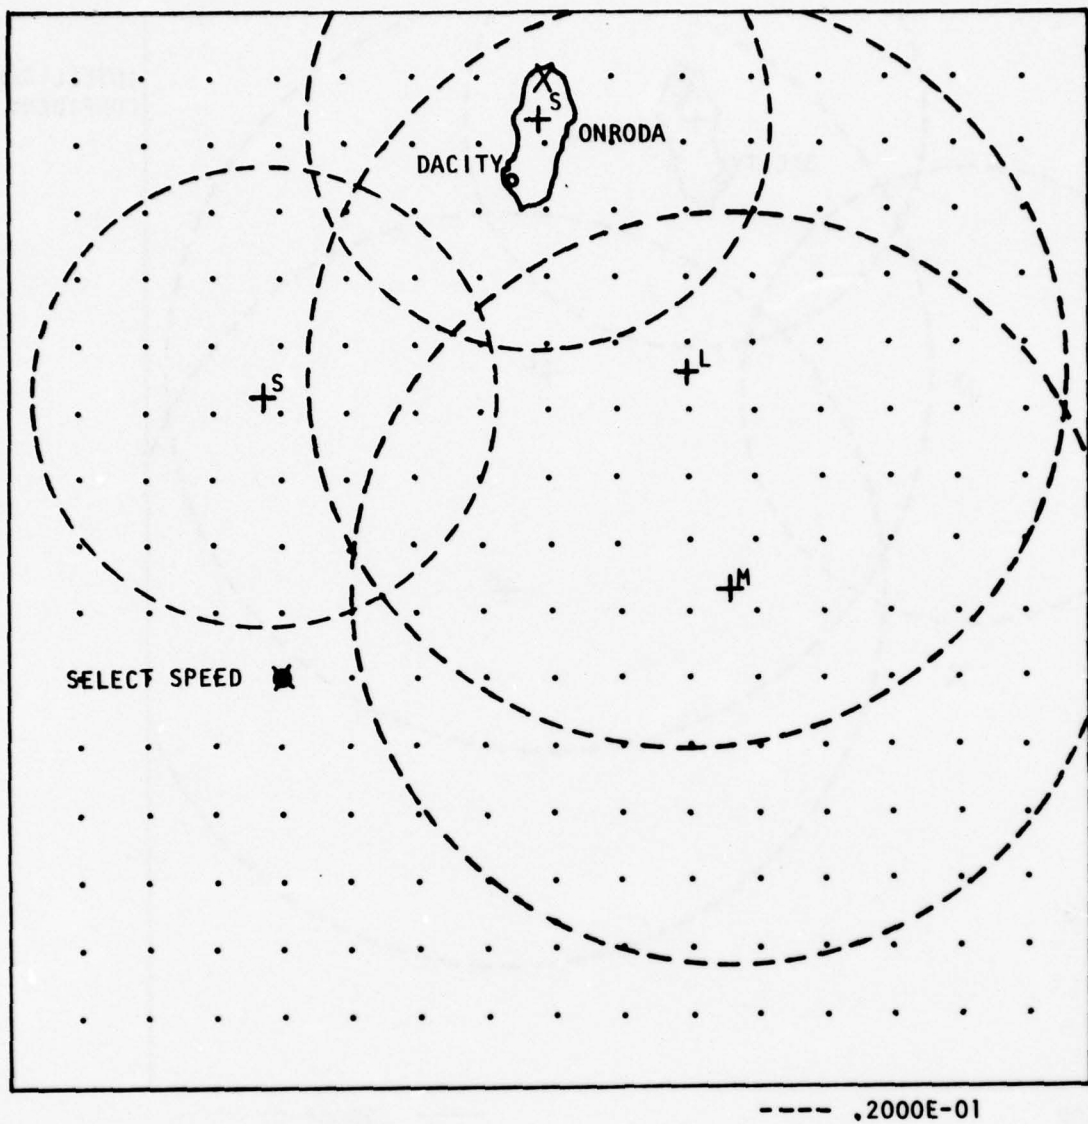 S
ONRODA
DACITY
L
S
M
SELECT SPEED
---- .2000E-01